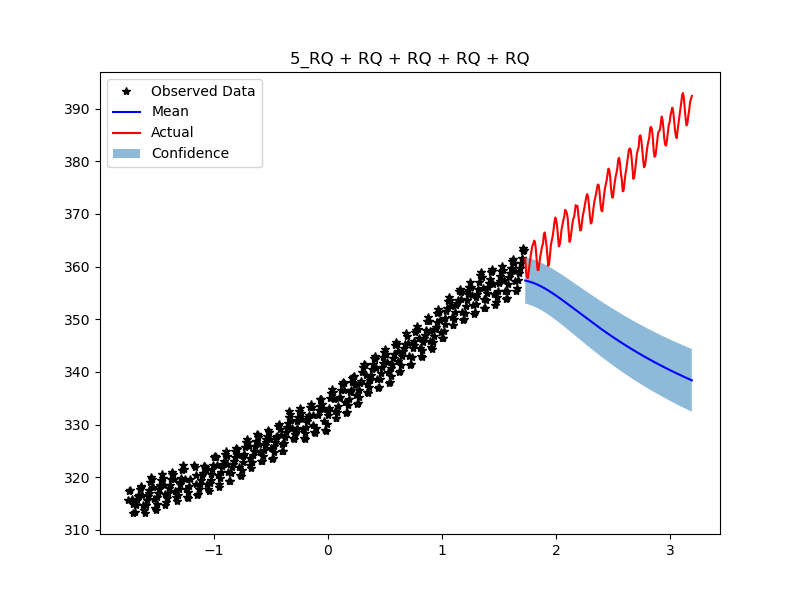 5_RQ + RQ + RQ + RQ + RQ
Observed Data
Mean
Actual
Confidence
390
380
370
360
350
340
330
320
310
−1
0
1
2
3